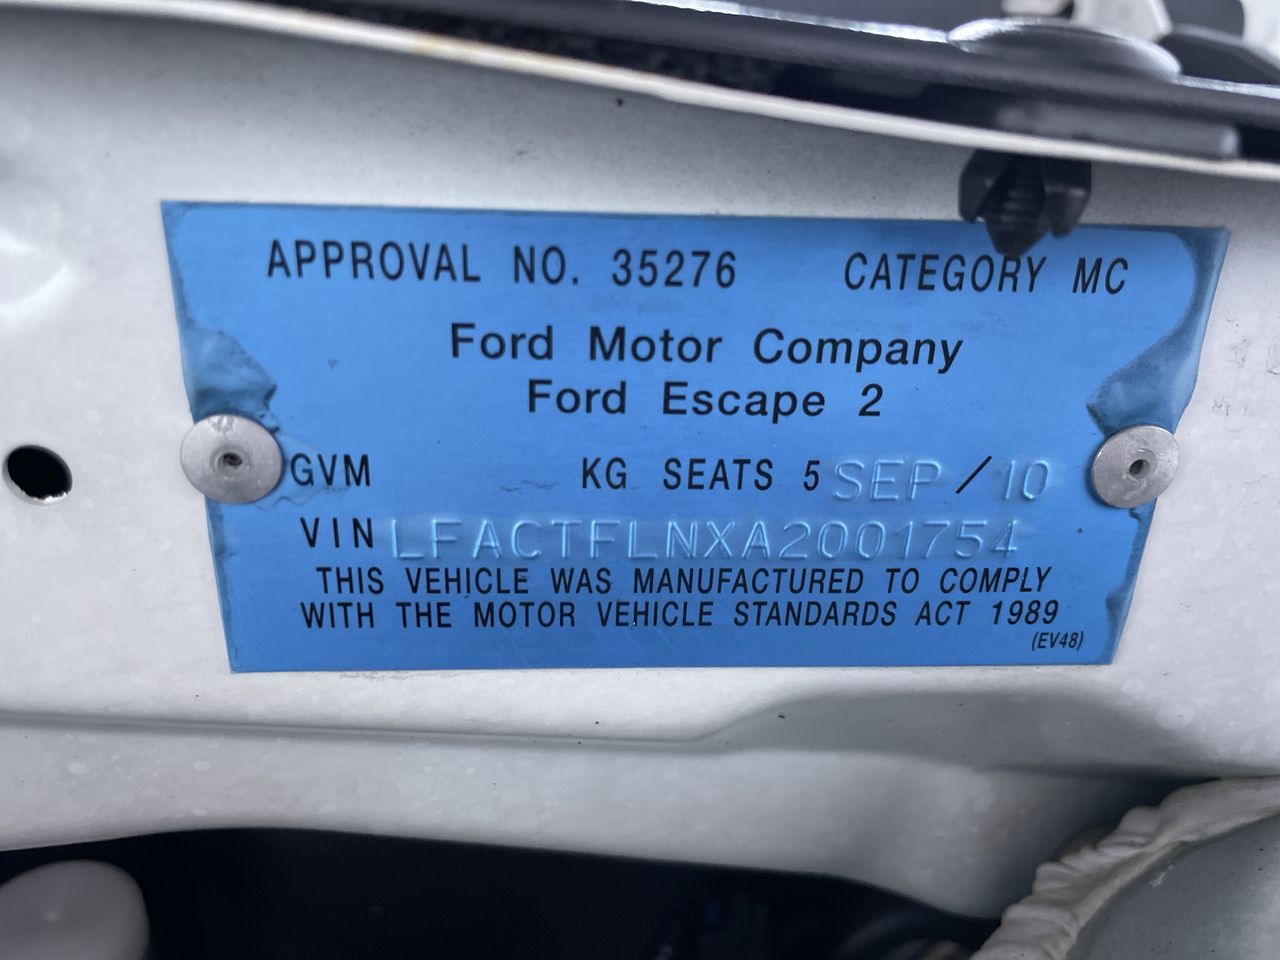 APPROVAL NO. 35276 CATEGORY MC
Ford Motor Company
Ford Escape 2
GVM KG SEATS 5 SEP / 10
VIN LFACTFLNXA2001754
THIS VEHICLE WAS MANUFACTURED TO COMPLY
WITH THE MOTOR VEHICLE STANDARDS ACT 1989
(EV48)